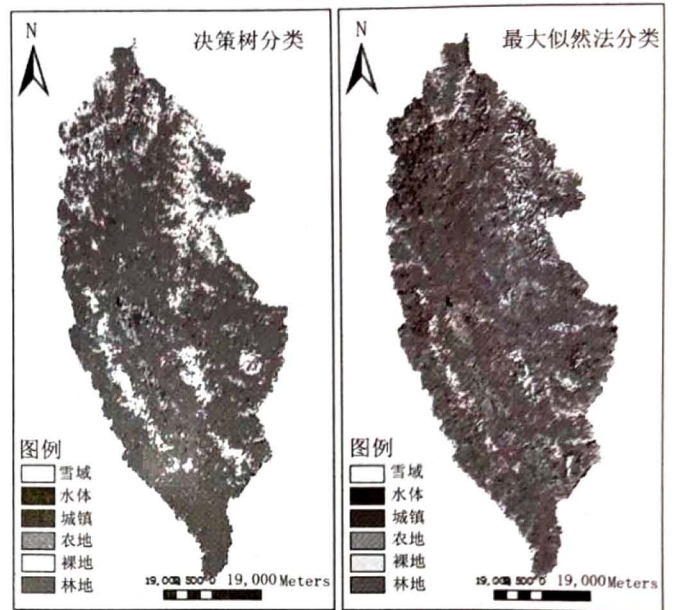 N
决策树分类
图例
雪域
水体
城镇
农地
裸地
林地
19,000 Meters
N
最大似然法分类
图例
雪域
水体
城镇
农地
裸地
林地
19,000 Meters